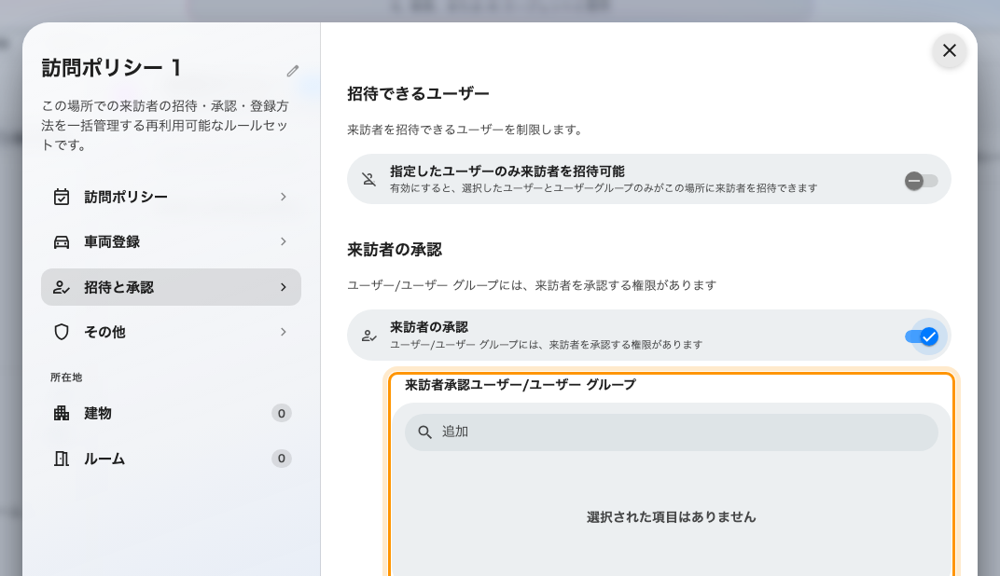 訪問ポリシー 1
この場所での来訪者の招待・承認・登録方
法を一括管理する再利用可能なルールセッ
トです。
訪問ポリシー
車両登録
招待と承認
その他
所在地
建物
0
ルーム
0
招待できるユーザー
来訪者を招待できるユーザーを制限します。
指定したユーザーのみ来訪者を招待可能
有効にすると、選択したユーザーとユーザーグループのみがこの場所に来訪者を招待できます
来訪者の承認
ユーザー/ユーザー グループには、来訪者を承認する権限があります
来訪者の承認
ユーザー/ユーザー グループには、来訪者を承認する権限があります
来訪者承認ユーザー/ユーザー グループ
追加
選択された項目はありません